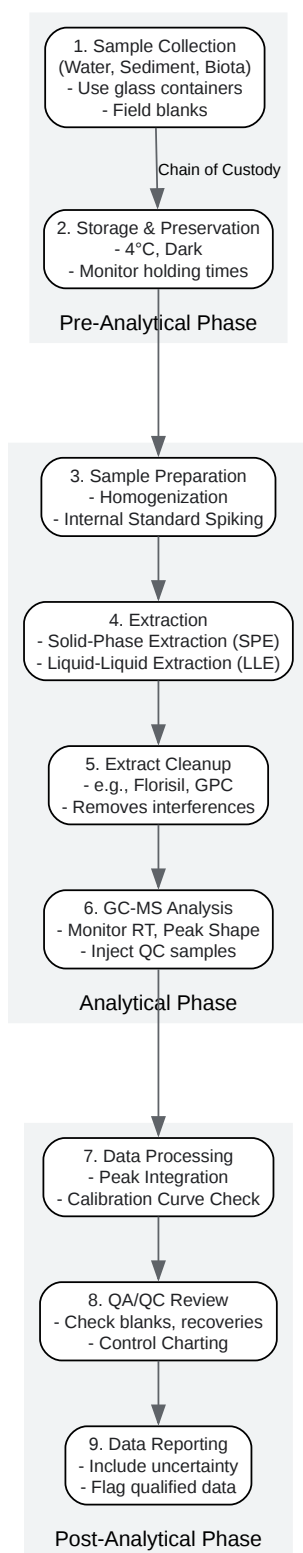 1. Sample Collection
(Water, Sediment, Biota)
- Use glass containers
- Field blanks
Chain of Custody
2. Storage & Preservation
- 4°C, Dark
- Monitor holding times
Pre-Analytical Phase
3. Sample Preparation
- Homogenization
- Internal Standard Spiking
4. Extraction
- Solid-Phase Extraction (SPE)
- Liquid-Liquid Extraction (LLE)
5. Extract Cleanup
- e.g., Florisil, GPC
- Removes interferences
6. GC-MS Analysis
- Monitor RT, Peak Shape
- Inject QC samples
Analytical Phase
7. Data Processing
- Peak Integration
- Calibration Curve Check
8. QA/QC Review
- Check blanks, recoveries
- Control Charting
9. Data Reporting
- Include uncertainty
- Flag qualified data
Post-Analytical Phase